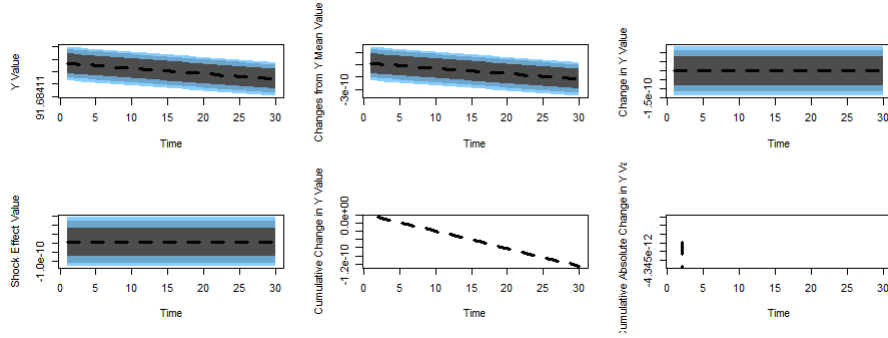 Y Value
91.68411
0 5 10 15 20 25 30
Time
Changes from Y Mean Value
-3e-10
0 5 10 15 20 25 30
Time
Change in Y Value
-1.5e-10
0 5 10 15 20 25 30
Time
Shock Effect Value
-1.0e-10
0 5 10 15 20 25 30
Time
Cumulative Change in Y Value
-1.2e-10 0.0e+00
0 5 10 15 20 25 30
Time
Cumulative Absolute Change in Y Va
-4.345e-12
0 5 10 15 20 25 30
Time